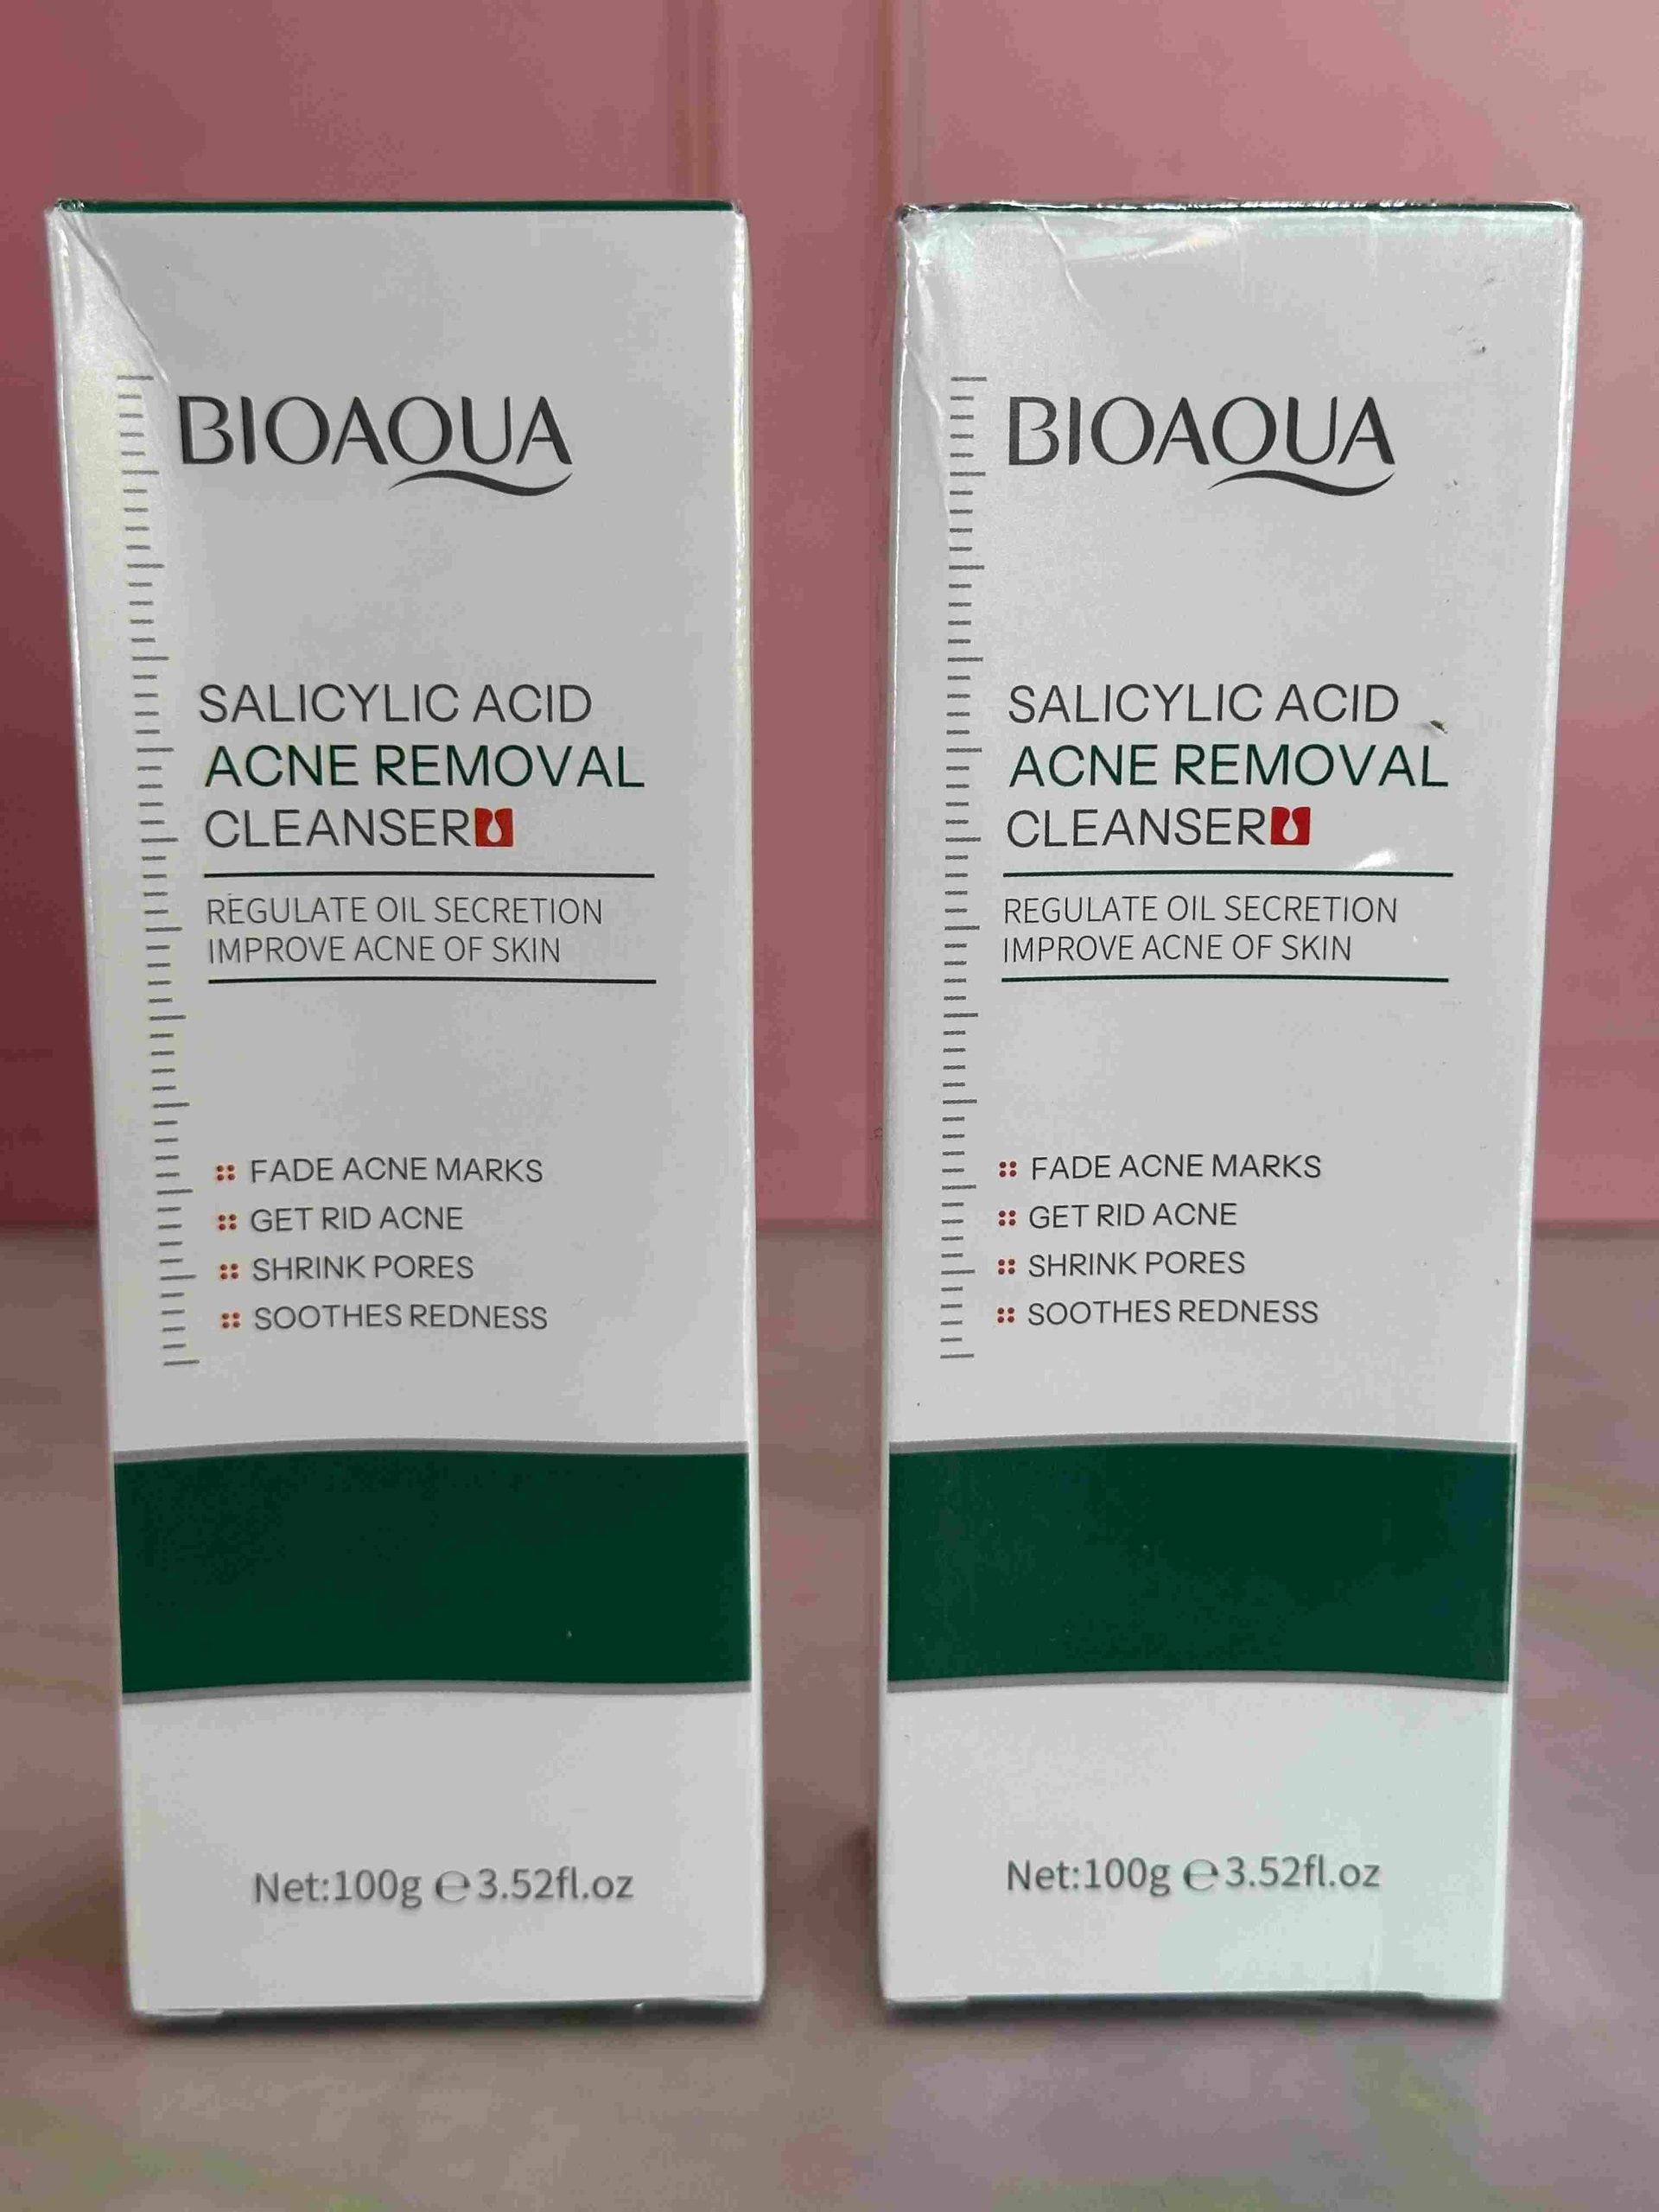 BIOAQUA
SALICYLIC ACID
ACNE REMOVAL
CLEANSER
REGULATE OIL SECRETION
IMPROVE ACNE OF SKIN
FADE ACNE MARKS
GET RID ACNE
SHRINK PORES
SOOTHES REDNESS
Net:100g ℮3.52fl.oz
BIOAQUA
SALICYLIC ACID
ACNE REMOVAL
CLEANSER
REGULATE OIL SECRETION
IMPROVE ACNE OF SKIN
FADE ACNE MARKS
GET RID ACNE
SHRINK PORES
SOOTHES REDNESS
Net:100g ℮3.52fl.oz